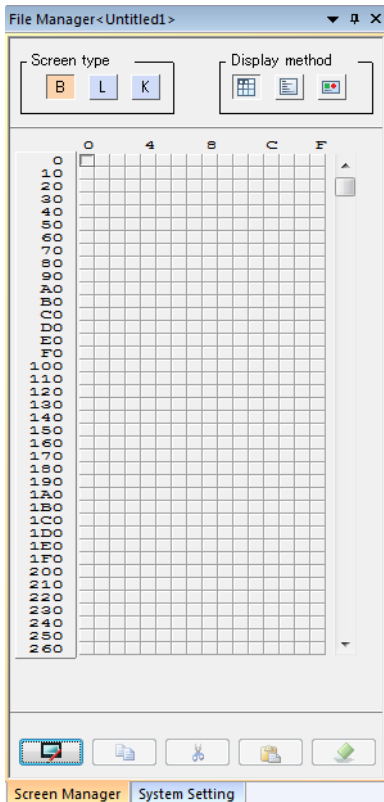 File Manager<Untitled1>
Screen type
Display method
B L K
0 4 8 C F
0
10
20
30
40
50
60
70
80
90
A0
B0
C0
D0
E0
F0
100
110
120
130
140
150
160
170
180
190
1A0
1B0
1C0
1D0
1E0
1F0
200
210
220
230
240
250
260
Screen Manager System Setting